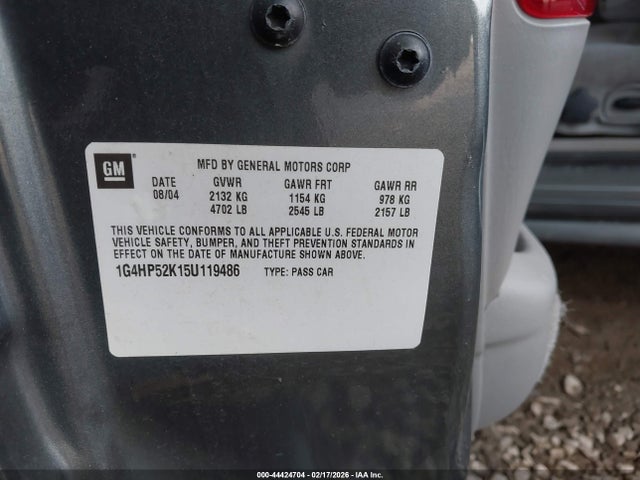 GM
MFD BY GENERAL MOTORS CORP
DATE GVWR GAWR FRT GAWR RR
08/04 2132 KG 1154 KG 978 KG
4702 LB 2545 LB 2157 LB
THIS VEHICLE CONFORMS TO ALL APPLICABLE U.S. FEDERAL MOTOR
VEHICLE SAFETY, BUMPER, AND THEFT PREVENTION STANDARDS IN
EFFECT ON THE DATE OF MANUFACTURE SHOWN ABOVE.
1G4HP52K15U119486 TYPE: PASS CAR
000-44424704 - 02/17/2026 - IAA Inc.